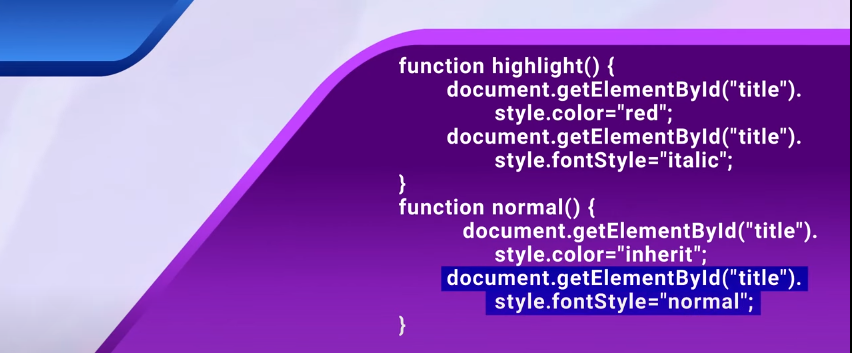 function highlight() {
document.getElementById("title").
style.color="red";
document.getElementById("title").
style.fontStyle="italic";
}
function normal() {
document.getElementById("title").
style.color="inherit";
document.getElementById("title").
style.fontStyle="normal";
}